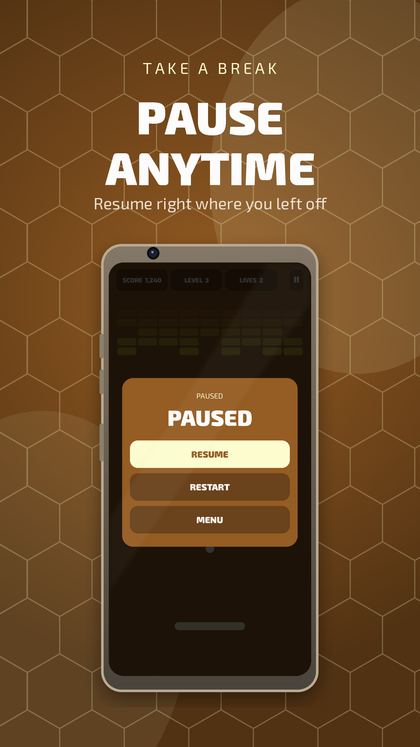 TAKE A BREAK
PAUSE
ANYTIME
Resume right where you left off
SCORE 1,240 LEVEL 3 LIVES 2
PAUSED
PAUSED
RESUME
RESTART
MENU